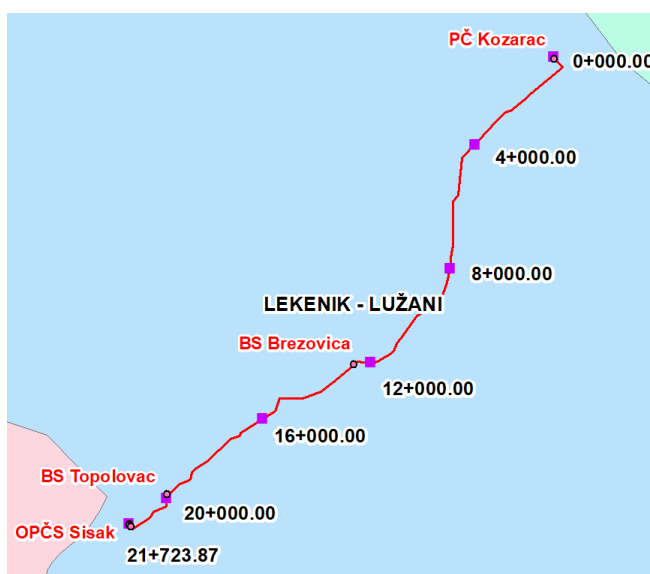 PČ Kozarac
0+000.00
4+000.00
8+000.00
LEKENIK - LUŽANI
BS Brezovica
12+000.00
16+000.00
BS Topolovac
20+000.00
OPČS Sisak
21+723.87